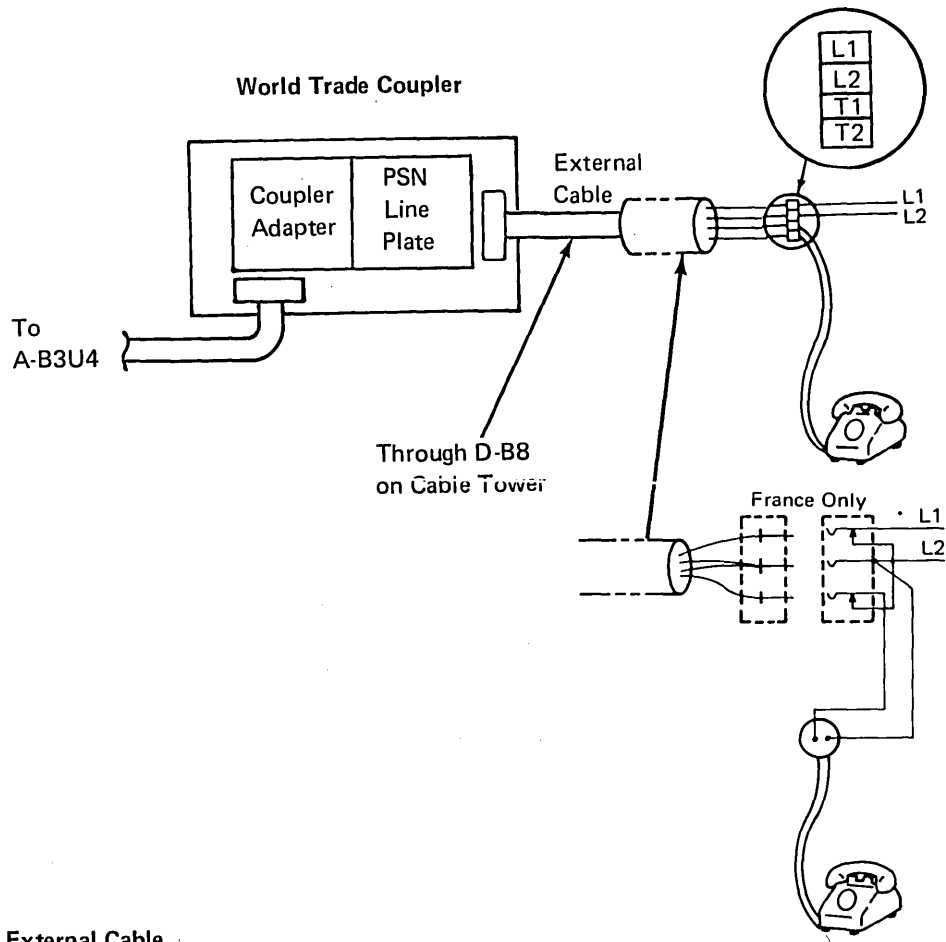 L1
L2
T1
T2
World Trade Coupler
External
Cable
Coupler
Adapter
PSN
Line
Plate
L1
L2
To
A-B3U4
Through D-B8
on Cable Tower
France Only
L1
L2
External Cable